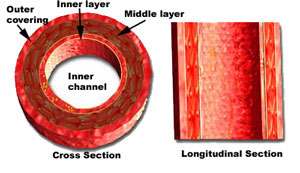 Inner layer
Outer
covering
Middle layer
Inner
channel
Cross Section
Longitudinal Section